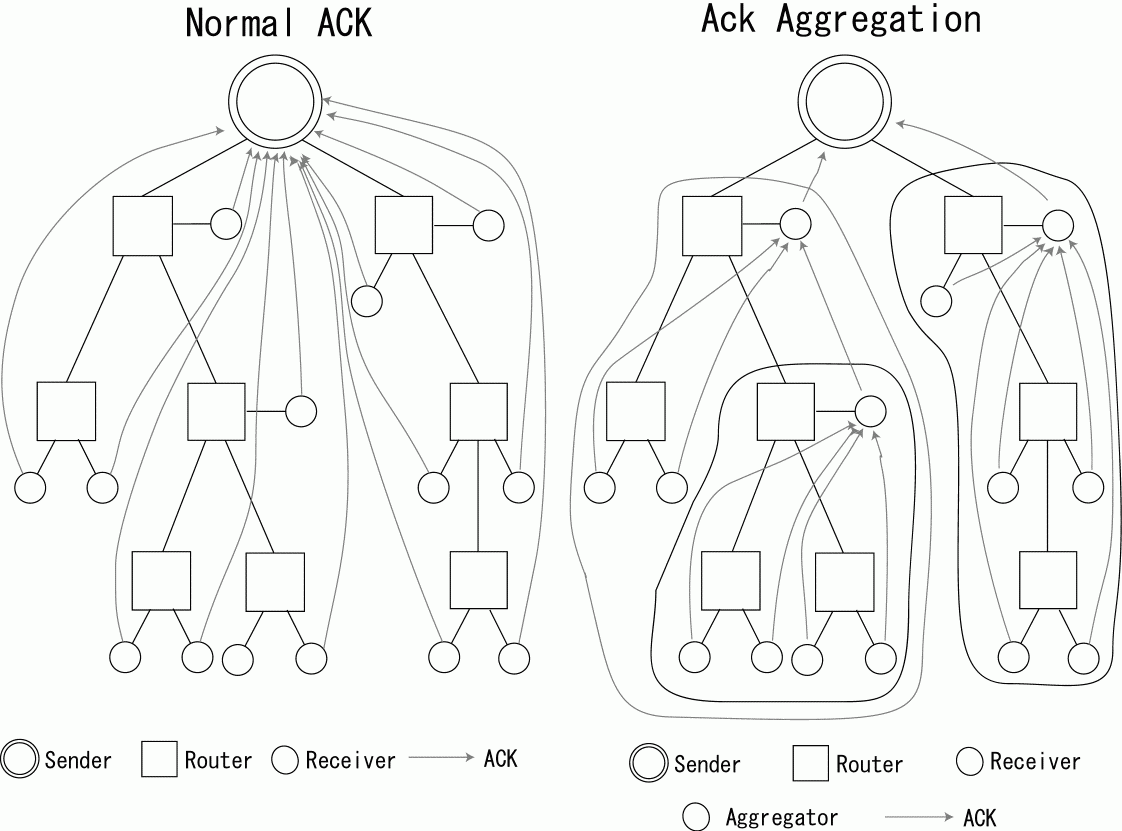 Normal ACK
Ack Aggregation
Sender Router Receiver ACK
Sender Router Receiver
Aggregator ACK